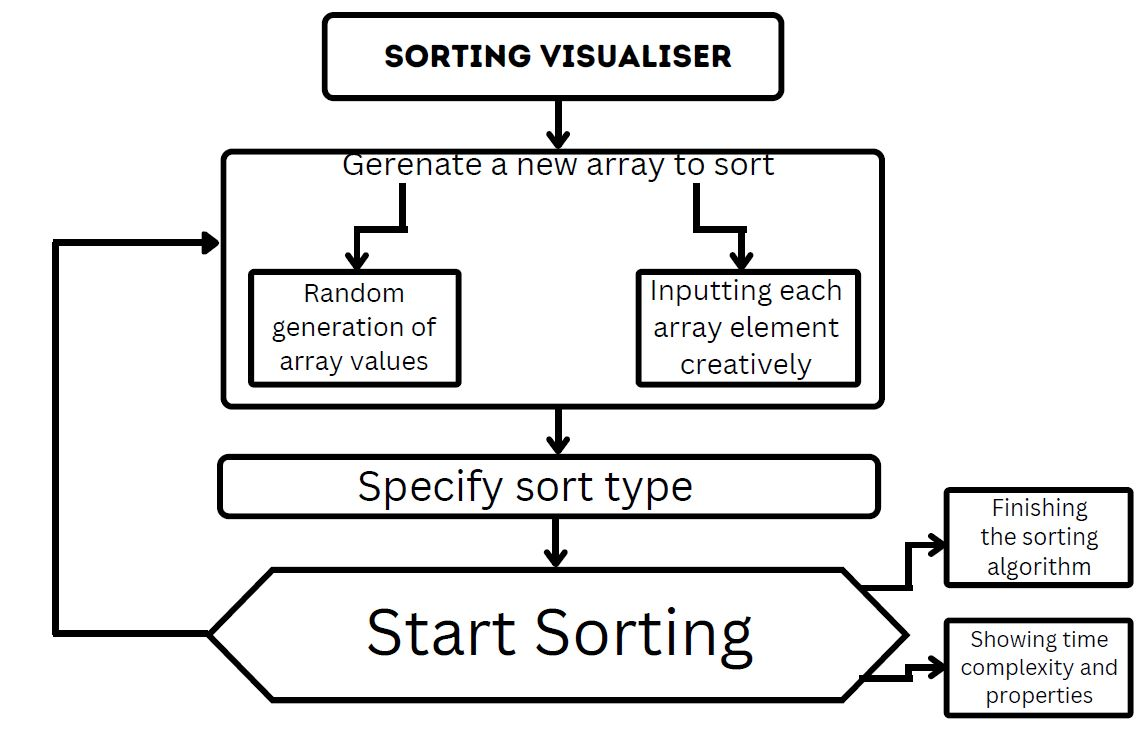 SORTING VISUALISER
Gerenate a new array to sort
Random
generation of
array values
Inputting each
array element
creatively
Specify sort type
Start Sorting
Finishing
the sorting
algorithm
Showing time
complexity and
properties